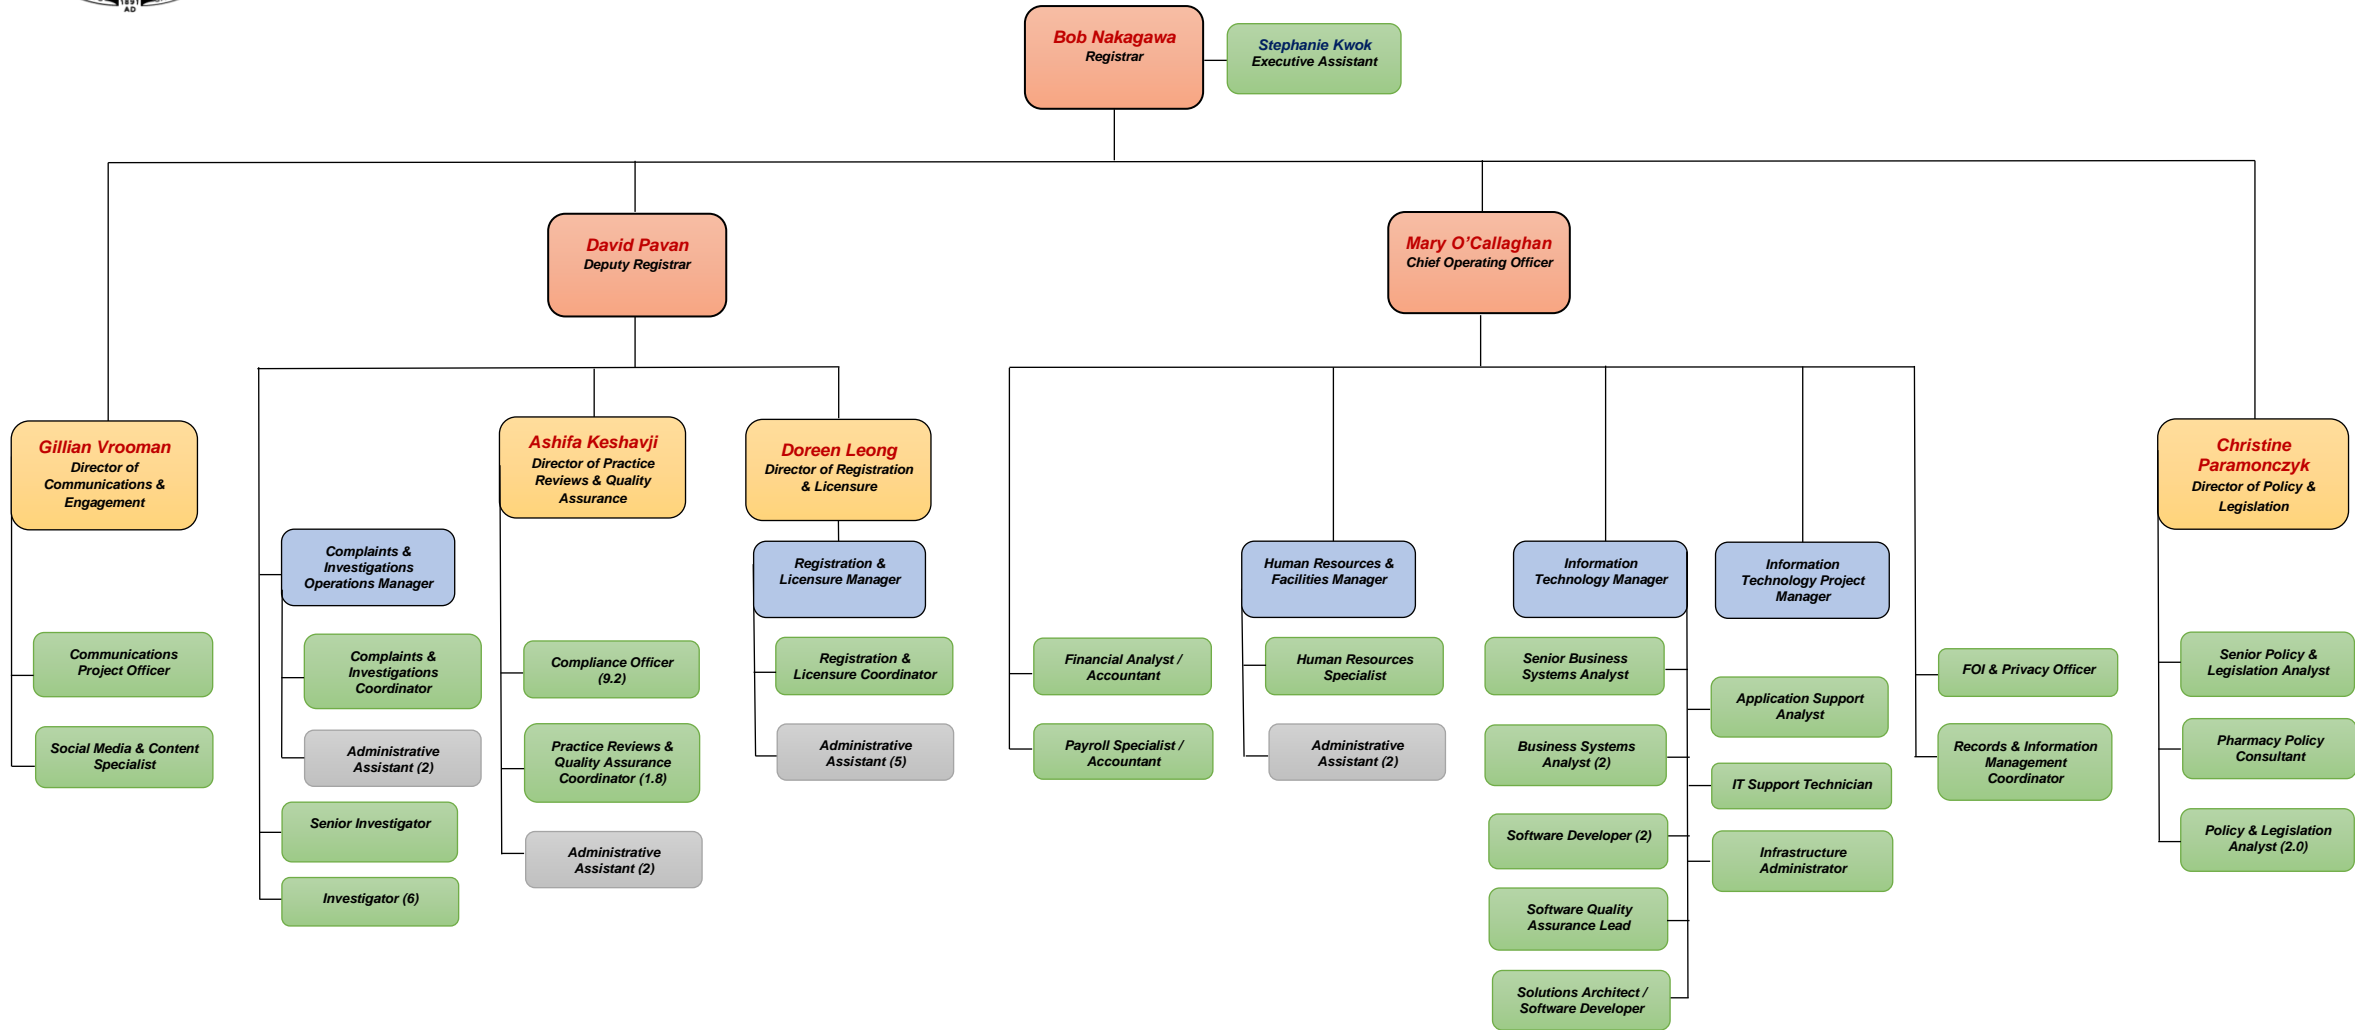 1891
AD
Bob Nakagawa
Registrar
Stephanie Kwok
Executive Assistant
David Pavan
Deputy Registrar
Mary O’Callaghan
Chief Operating Officer
Gillian Vrooman
Director of
Communications &
Engagement
Ashifa Keshavji
Director of Practice
Reviews & Quality
Assurance
Doreen Leong
Director of Registration
& Licensure
Christine
Paramonczyk
Director of Policy &
Legislation
Complaints &
Investigations
Operations Manager
Registration &
Licensure Manager
Human Resources &
Facilities Manager
Information
Technology Manager
Information
Technology Project
Manager
Communications
Project Officer
Social Media & Content
Specialist
Complaints &
Investigations
Coordinator
Administrative
Assistant (2)
Senior Investigator
Investigator (6)
Compliance Officer
(9.2)
Practice Reviews &
Quality Assurance
Coordinator (1.8)
Administrative
Assistant (2)
Registration &
Licensure Coordinator
Administrative
Assistant (5)
Financial Analyst /
Accountant
Payroll Specialist /
Accountant
Human Resources
Specialist
Administrative
Assistant (2)
Senior Business
Systems Analyst
Business Systems
Analyst (2)
Software Developer (2)
Software Quality
Assurance Lead
Solutions Architect /
Software Developer
Application Support
Analyst
IT Support Technician
Infrastructure
Administrator
FOI & Privacy Officer
Records & Information
Management
Coordinator
Senior Policy &
Legislation Analyst
Pharmacy Policy
Consultant
Policy & Legislation
Analyst (2.0)